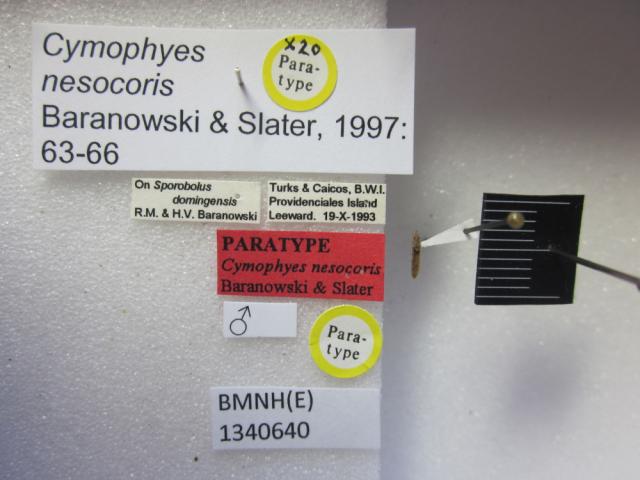 Cymophyes
nesocoris
Baranowski & Slater, 1997:
63-66
x20
Para-
type
On Sporobolus
domingensis
R.M. & H.V. Baranowski
Turks & Caicos, B.W.I.
Providenciales Island
Leeward. 19-X-1993
PARATYPE
Cymophyes nesocoris
Baranowski & Slater
♂
Para-
type
BMNH(E)
1340640